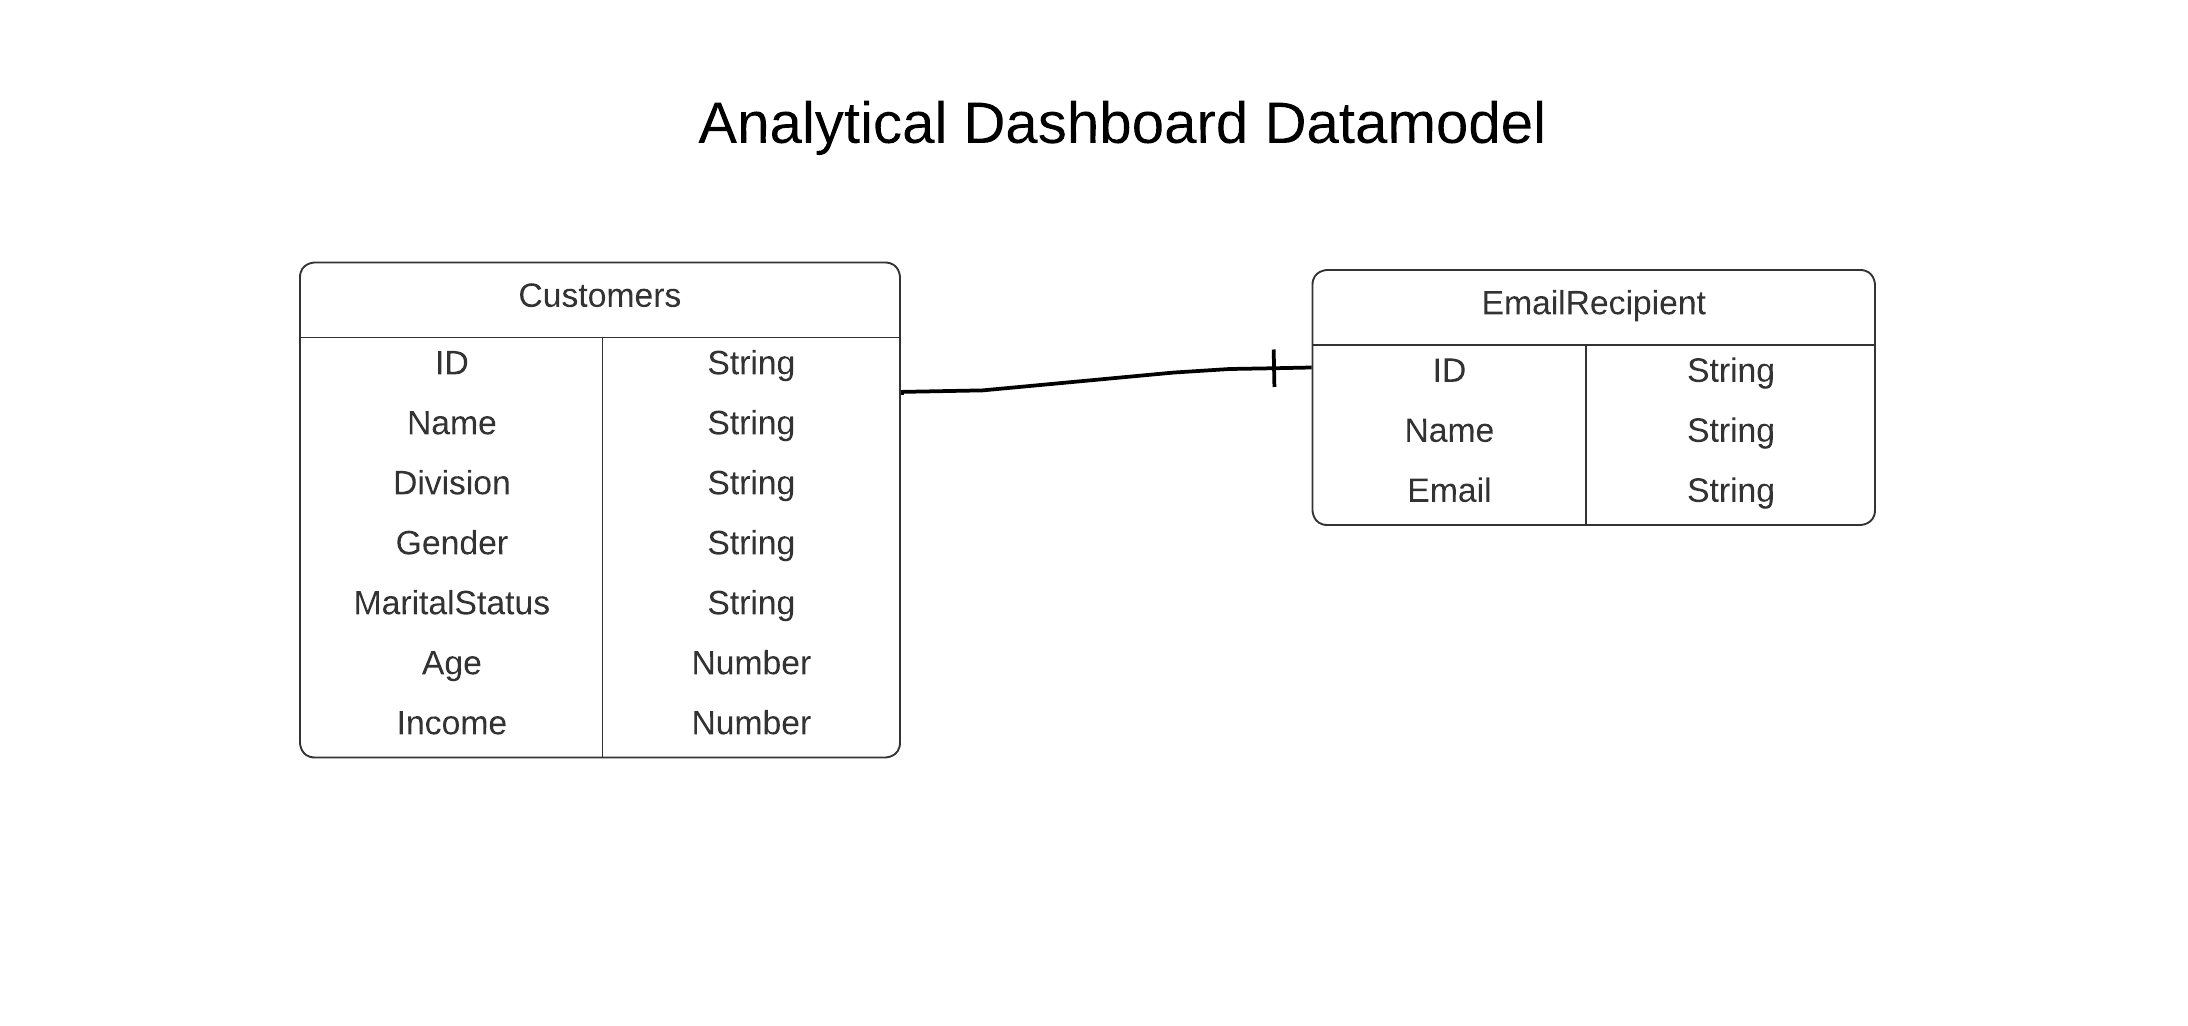 Analytical Dashboard Datamodel
Customers
ID String
Name String
Division String
Gender String
MaritalStatus String
Age Number
Income Number
EmailRecipient
ID String
Name String
Email String